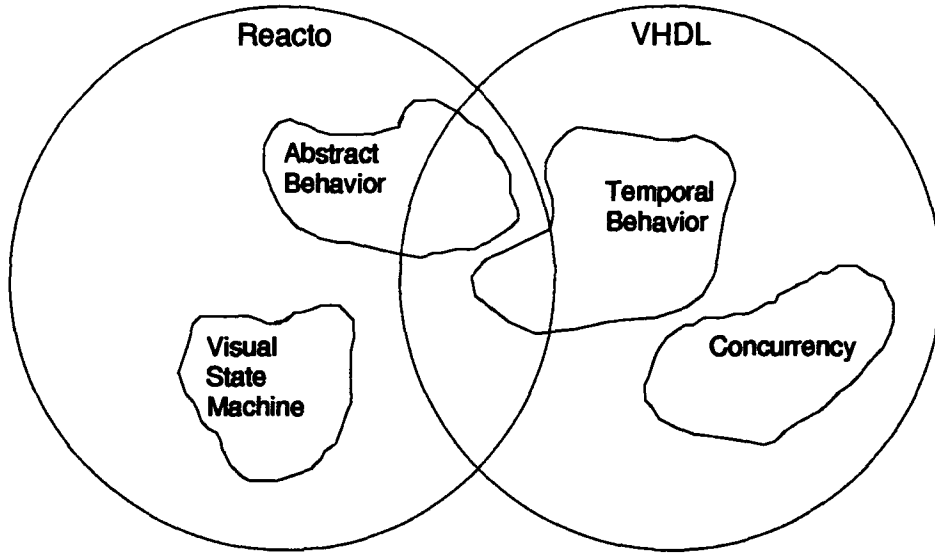 Reacto
VHDL
Abstract
Behavior
Temporal
Behavior
Visual
State
Machine
Concurrency